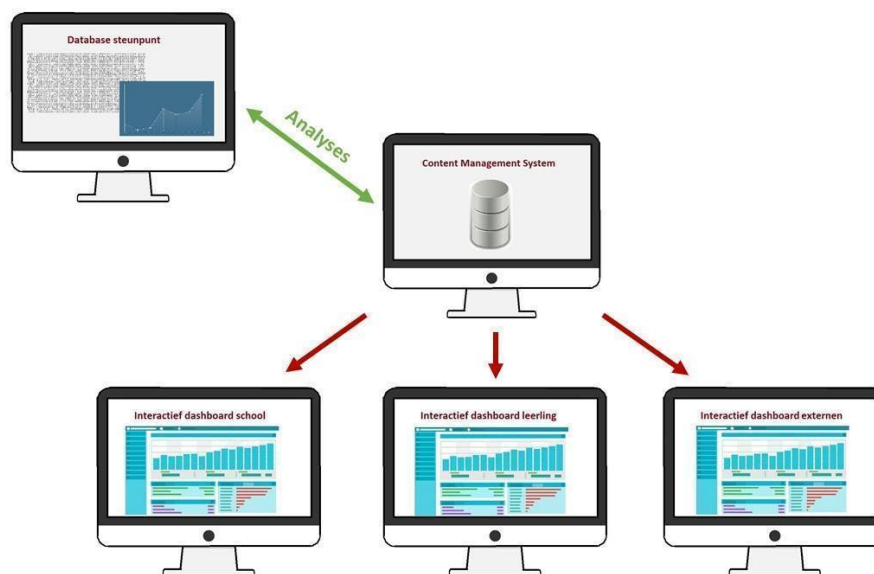 Database steunpunt
Analyses
Content Management System
Interactief dashboard school
Interactief dashboard leerling
Interactief dashboard externen